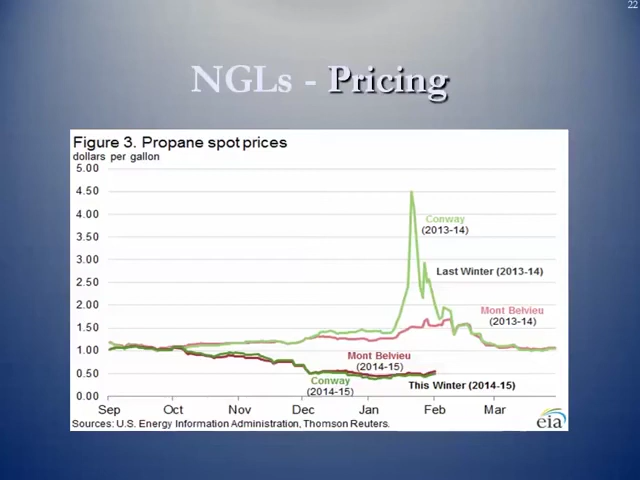 22
NGLs - Pricing
Figure 3. Propane spot prices
dollars per gallon
5.00
4.50
4.00
3.50
3.00
2.50
2.00
1.50
1.00
0.50
0.00
Conway
(2013-14)
Last Winter (2013-14)
Mont Belvieu
(2013-14)
Mont Belvieu
(2014-15)
Conway
(2014-15)
This Winter (2014-15)
Sep Oct Nov Dec Jan Feb Mar
Sources: U.S. Energy Information Administration, Thomson Reuters.
eia